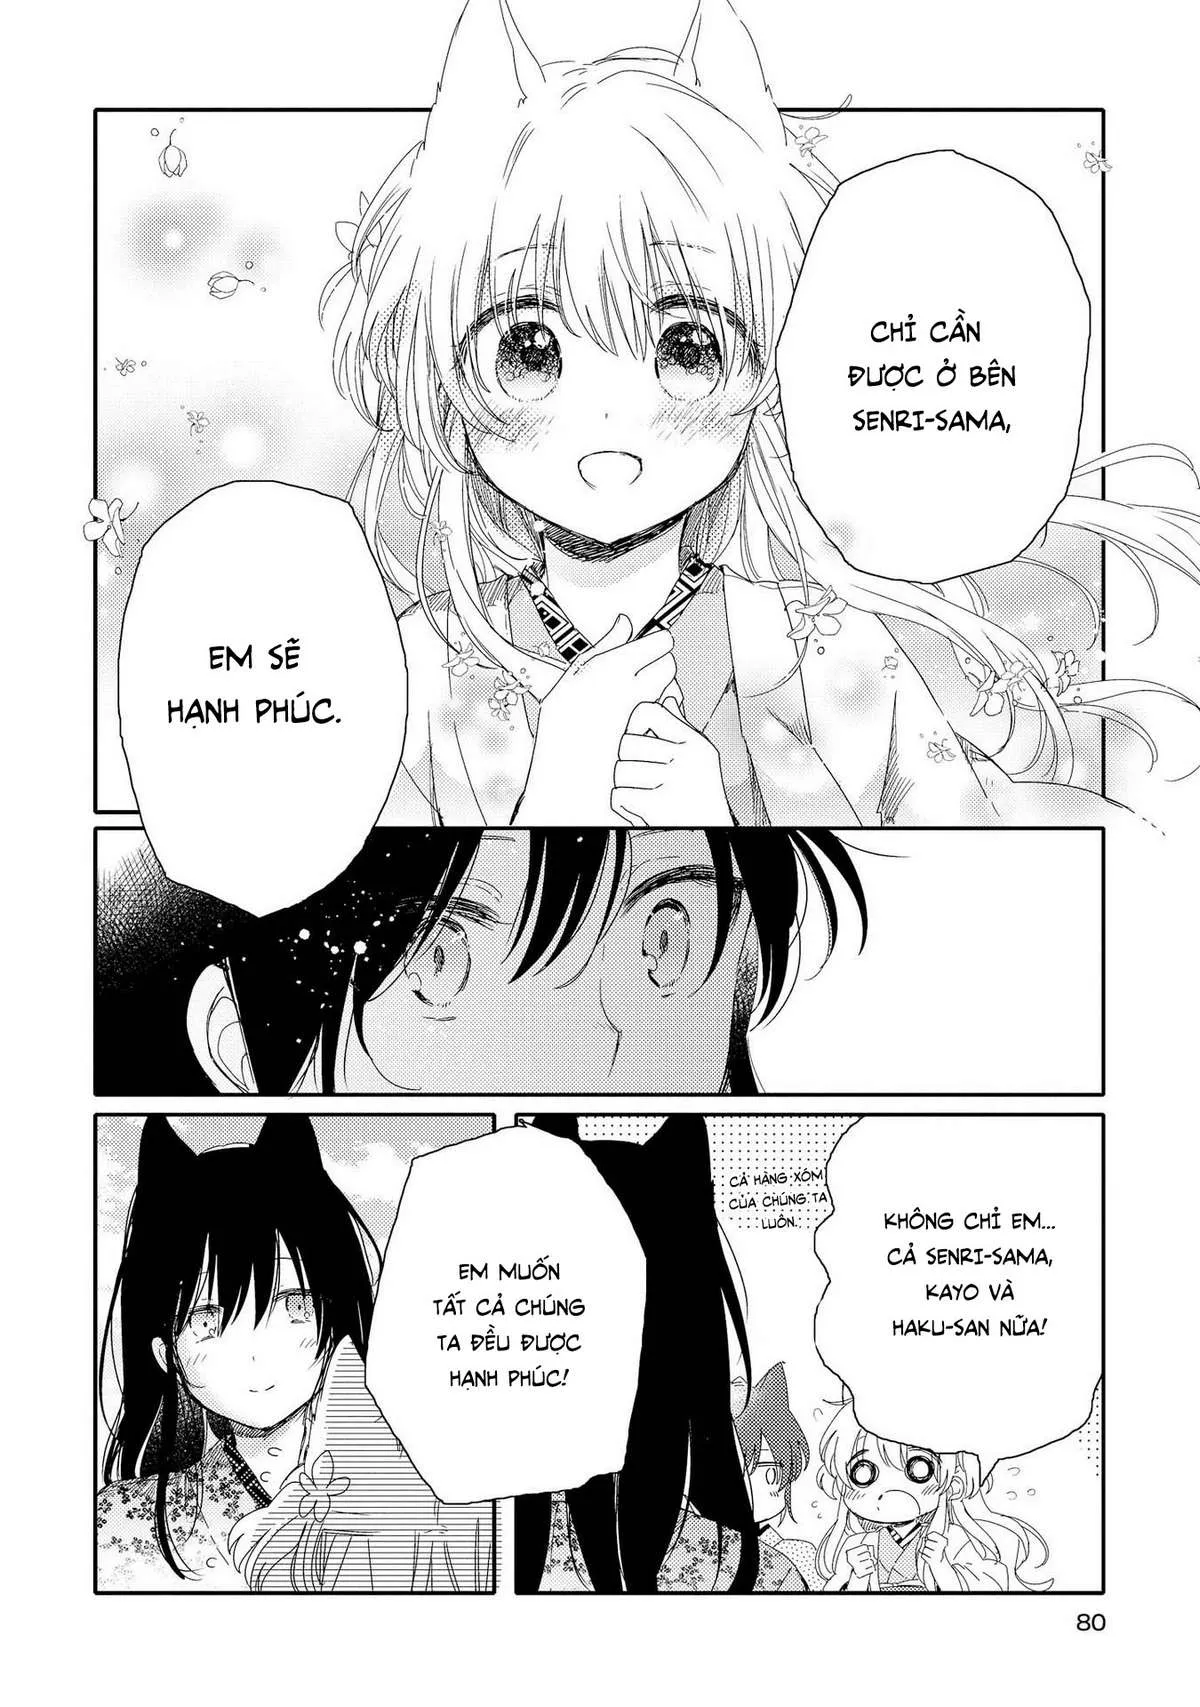 CHỈ CẦN
ĐƯỢC Ở BÊN
SENRI-SAMA,
EM SẼ
HẠNH PHÚC.
KHÔNG CHỈ EM...
CẢ SENRI-SAMA,
KAYO VÀ
HAKU-SAN NỮA!
CẢ HÀNG XÓM
CỦA CHÚNG TA
LUÔN.
EM MUỐN
TẤT CẢ CHÚNG
TA ĐỀU ĐƯỢC
HẠNH PHÚC!
80